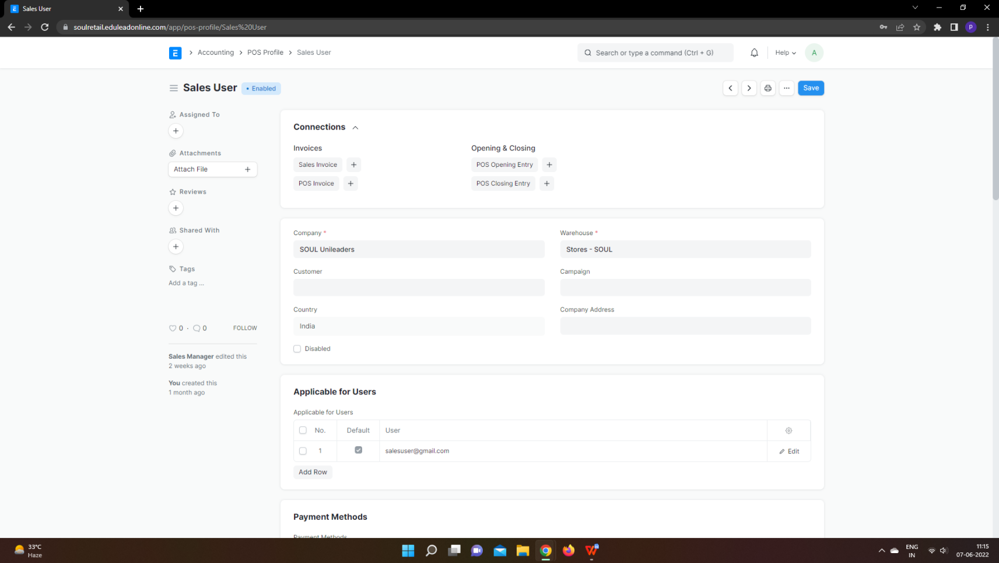 Sales User
soulretail.eduleadonline.com/app/pos-profile/Sales%20User
P
E
Accounting
POS Profile
Sales User
Search or type a command (Ctrl + G)
Help
A
Sales User
• Enabled
...
Save
Assigned To
+
Attachments
Attach File +
Reviews
+
Shared With
+
Tags
Add a tag ...
0 · 0 FOLLOW
Sales Manager edited this
2 weeks ago
You created this
1 month ago
Connections
Invoices
Sales Invoice +
POS Invoice +
Opening & Closing
POS Opening Entry +
POS Closing Entry +
Company *
SOUL Unileaders
Warehouse *
Stores - SOUL
Customer
Campaign
Country
India
Company Address
Disabled
Applicable for Users
Applicable for Users
No. Default User
1 salesuser@gmail.com Edit
Add Row
Payment Methods
Payment Methods
33°C
Haze
ENG
IN
11:15
07-06-2022